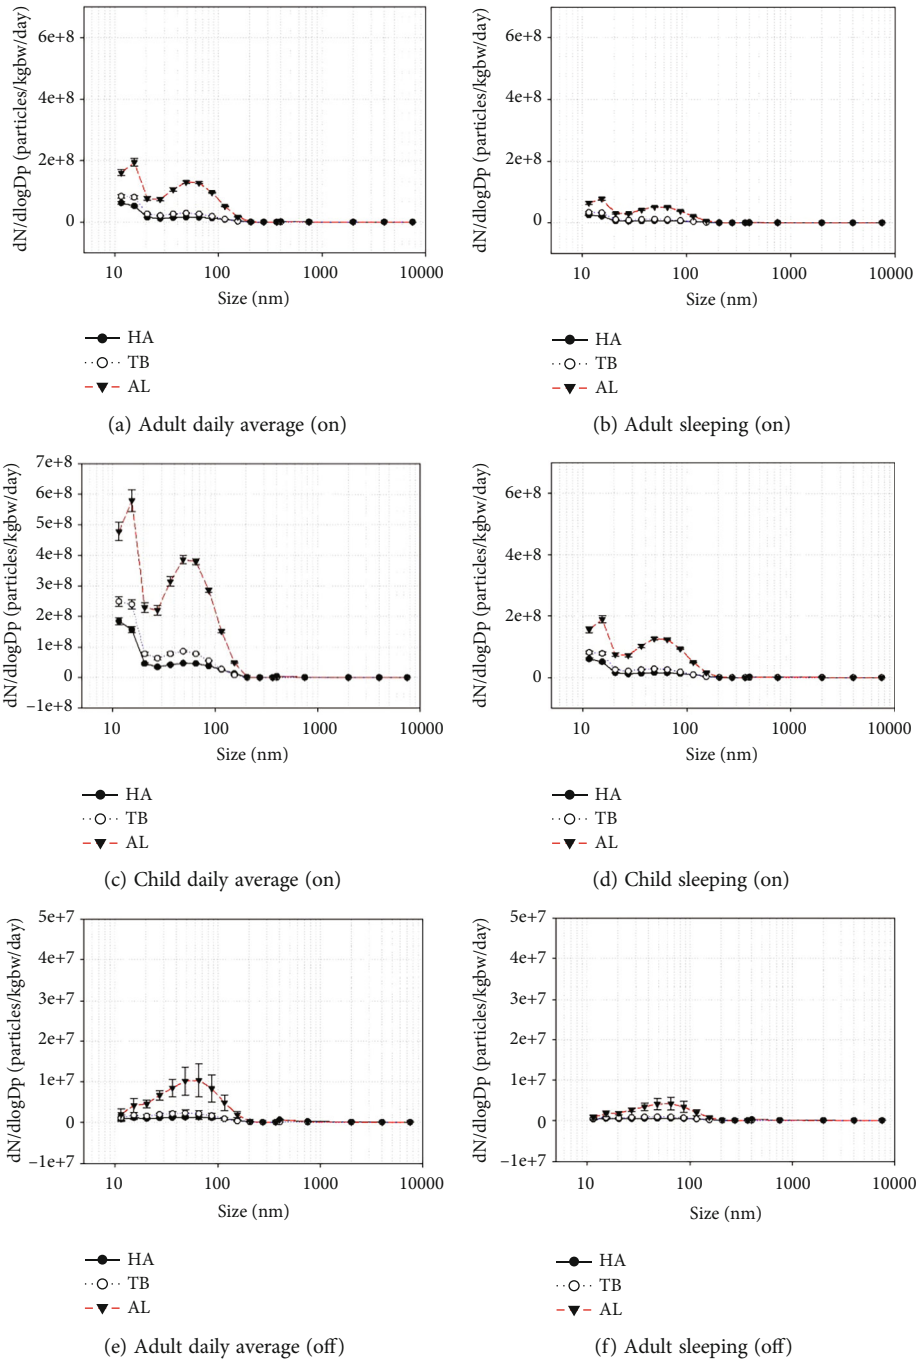 dN/dlogDp (particles/kgbw/day)
6e+8
4e+8
2e+8
0
10 100 1000 10000
Size (nm)
HA
TB
AL
(a) Adult daily average (on)
dN/dlogDp (particles/kgbw/day)
6e+8
4e+8
2e+8
0
10 100 1000 10000
Size (nm)
HA
TB
AL
(b) Adult sleeping (on)
dN/dlogDp (particles/kgbw/day)
7e+8
6e+8
5e+8
4e+8
3e+8
2e+8
1e+8
0
−1e+8
10 100 1000 10000
Size (nm)
HA
TB
AL
(c) Child daily average (on)
dN/dlogDp (particles/kgbw/day)
6e+8
4e+8
2e+8
0
10 100 1000 10000
Size (nm)
HA
TB
AL
(d) Child sleeping (on)
dN/dlogDp (particles/kgbw/day)
5e+7
4e+7
3e+7
2e+7
1e+7
0
−1e+7
10 100 1000 10000
Size (nm)
HA
TB
AL
(e) Adult daily average (off)
dN/dlogDp (particles/kgbw/day)
5e+7
4e+7
3e+7
2e+7
1e+7
0
−1e+7
10 100 1000 10000
Size (nm)
HA
TB
AL
(f) Adult sleeping (off)